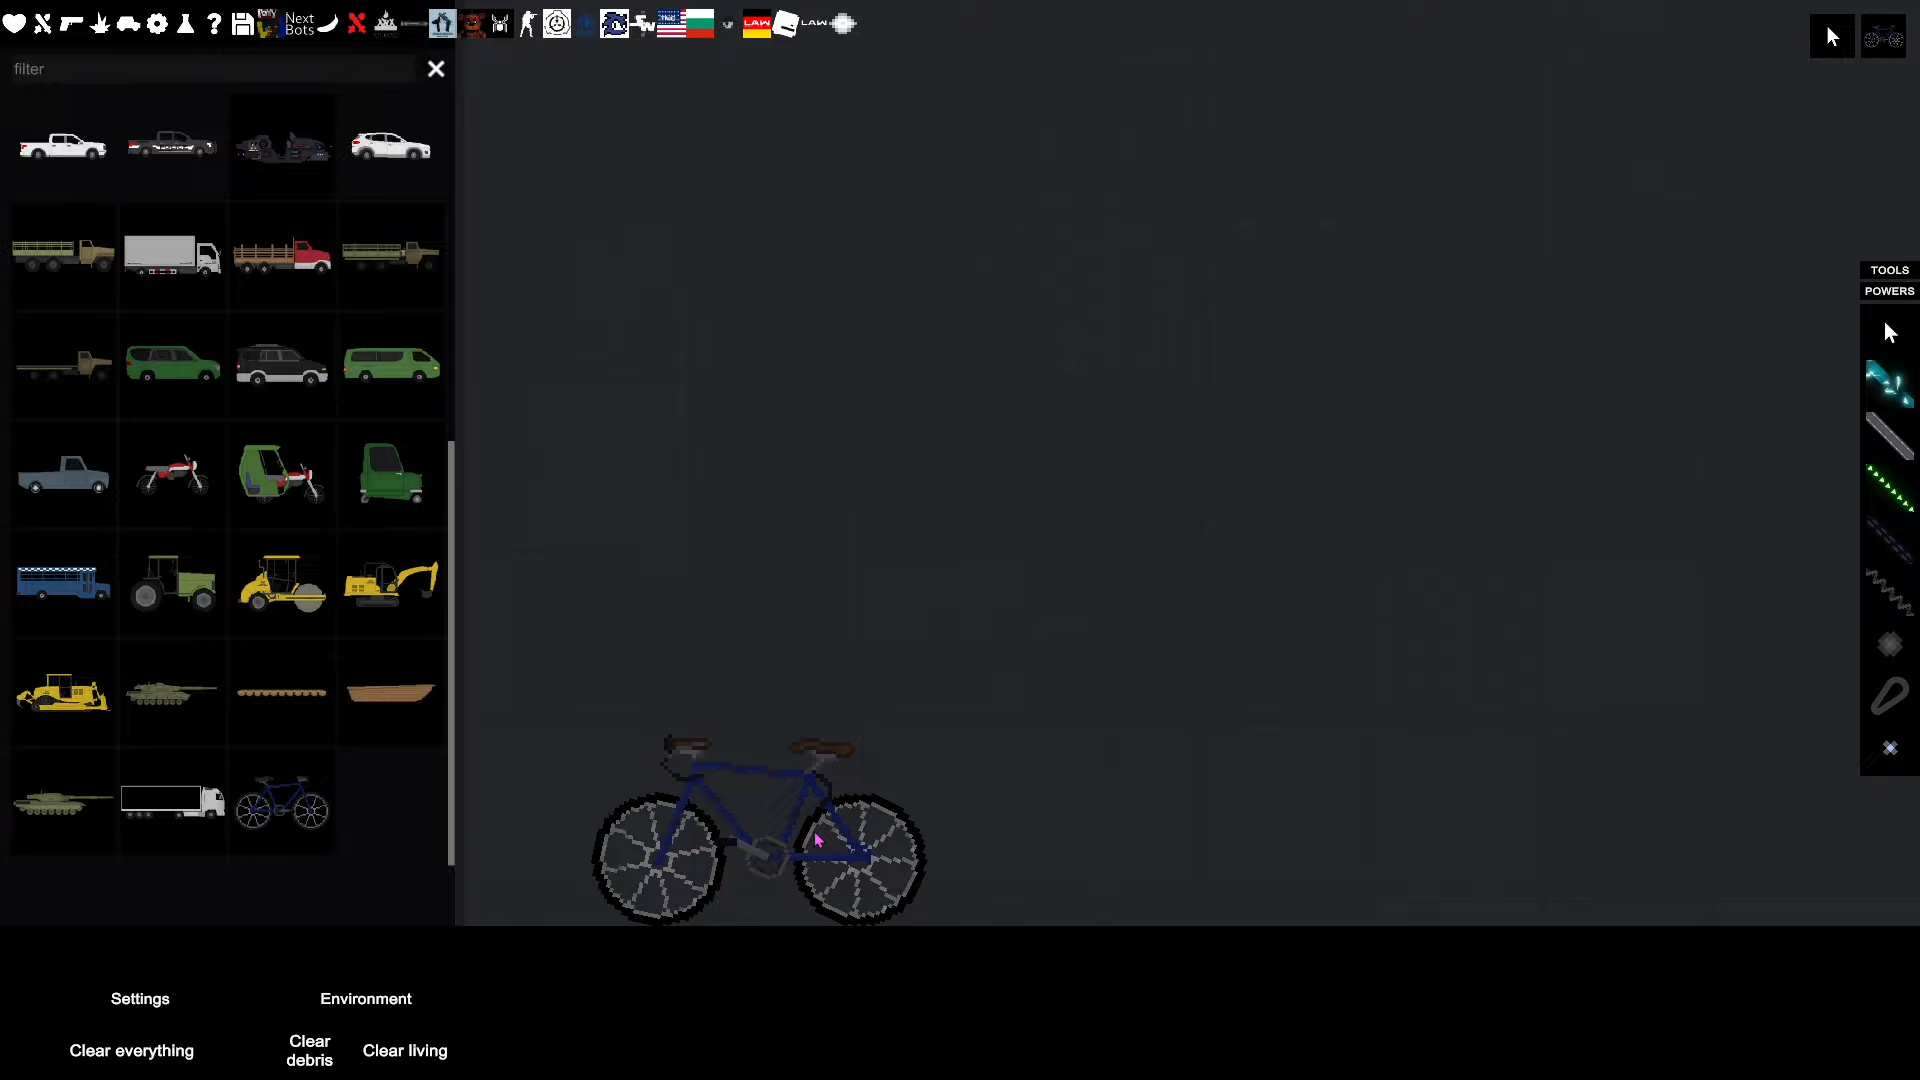 Next
Bots
LAW
LAW
filter
TOOLS
POWERS
Settings
Environment
Clear everything
Clear
debris
Clear living